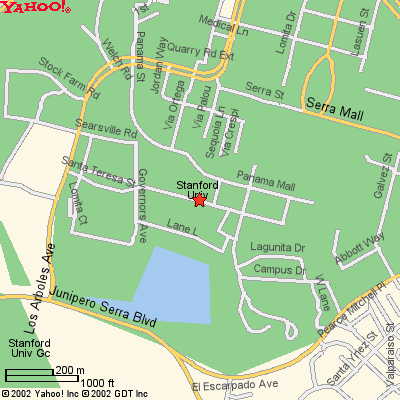 YAHOO!
1st
Medical Ln
Lomita Dr
Lasuen St
Welch Rd
Panama St
Jordan Way
Quarry Rd Ext
Stock Farm Rd
Via Ortega
Via Palou
Serra St
Serra Mall
Searsville Rd
Sequoia Ln
Via Crespi
Santa Teresa St
Governors Ave
Stanford
Univ
Panama Mall
Galvez St
Lomita Ct
Lane L
Lagunita Dr
Abbott Way
Campus Dr
W Lane
Los Arboles Ave
Junipero Serra Blvd
Pearce Mitchell Pl
Stanford
Univ Gc
Santa Ynez St
Valparaiso St
200 m
1000 ft
El Escarpado Ave
©2002 Yahoo! Inc ©2002 GDT Inc